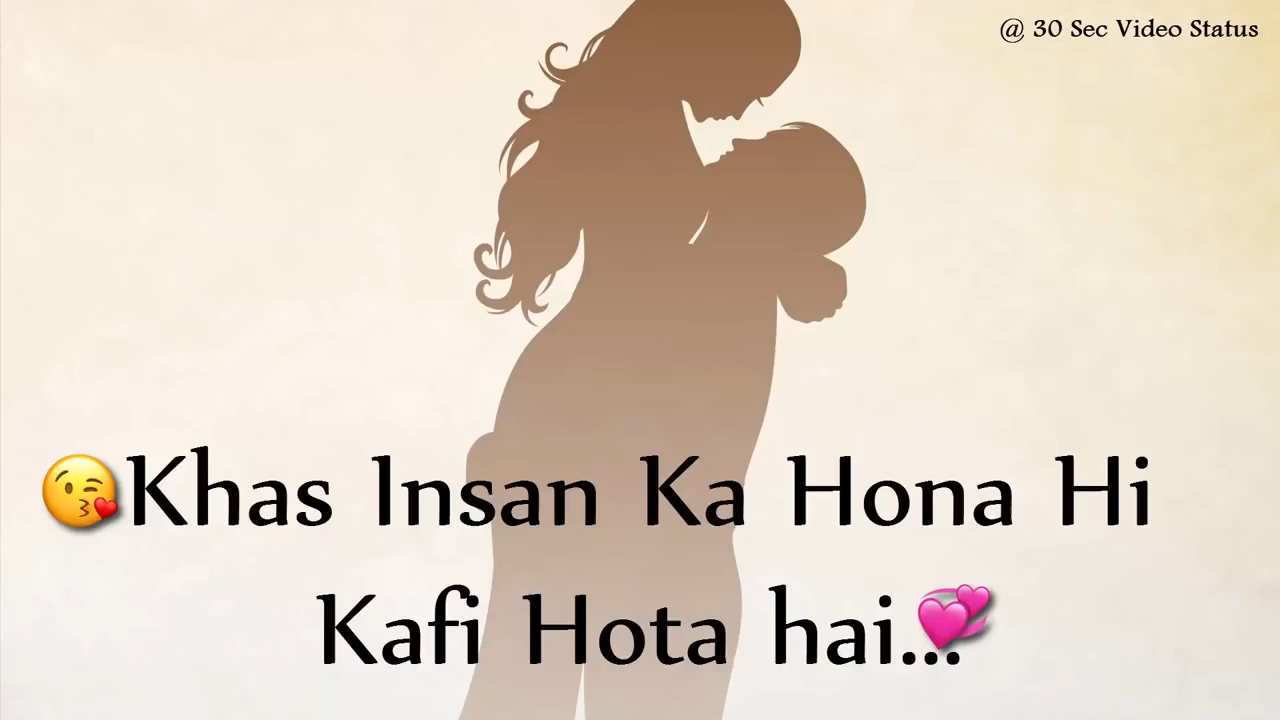 @ 30 Sec Video Status
😘Khas Insan Ka Hona Hi
Kafi Hota hai...💞